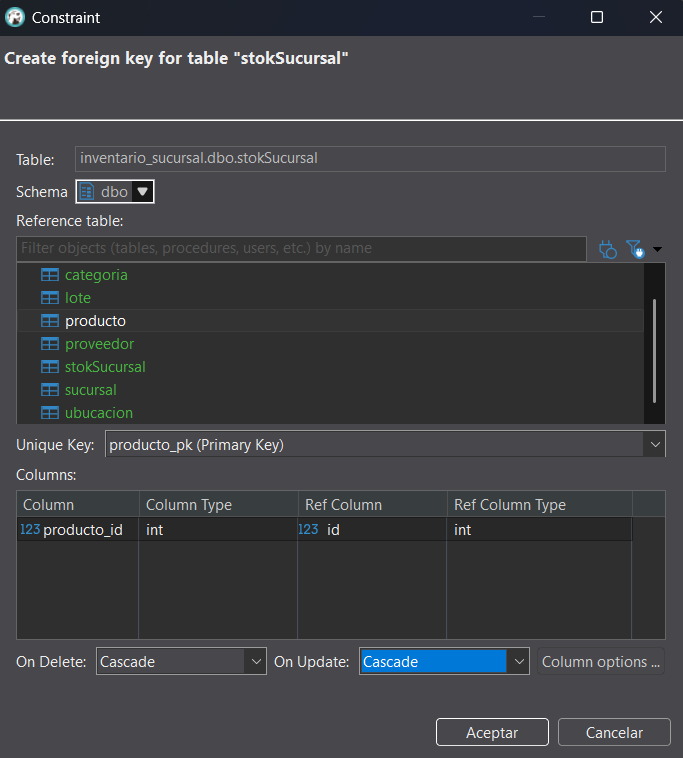 Constraint
Create foreign key for table "stokSucursal"
Table: inventario_sucursal.dbo.stokSucursal
Schema dbo
Reference table:
Filter objects (tables, procedures, users, etc.) by name
categoria
lote
producto
proveedor
stokSucursal
sucursal
ubucacion
Unique Key: producto_pk (Primary Key)
Columns:
Column Column Type Ref Column Ref Column Type
123 producto_id int 123 id int
On Delete: Cascade On Update: Cascade Column options ...
Aceptar Cancelar